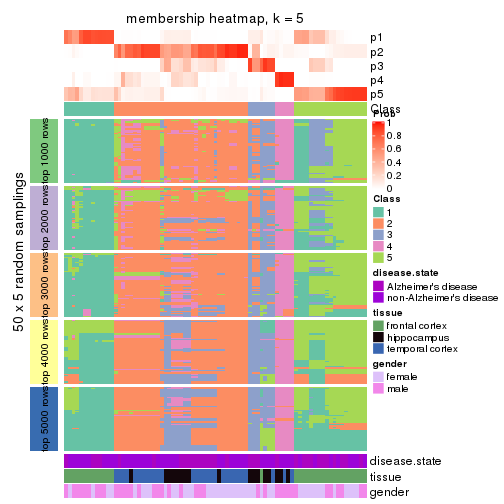 membership heatmap, k = 5
p1
p2
p3
p4
p5
Class
Prob
1
0.8
0.6
0.4
0.2
0
Class
1
2
3
4
5
disease.state
Alzheimer's disease
non-Alzheimer's disease
tissue
frontal cortex
hippocampus
temporal cortex
gender
female
male
50 x 5 random samplings
top 1000 rows
top 2000 rows
top 3000 rows
top 4000 rows
top 5000 rows
disease.state
tissue
gender